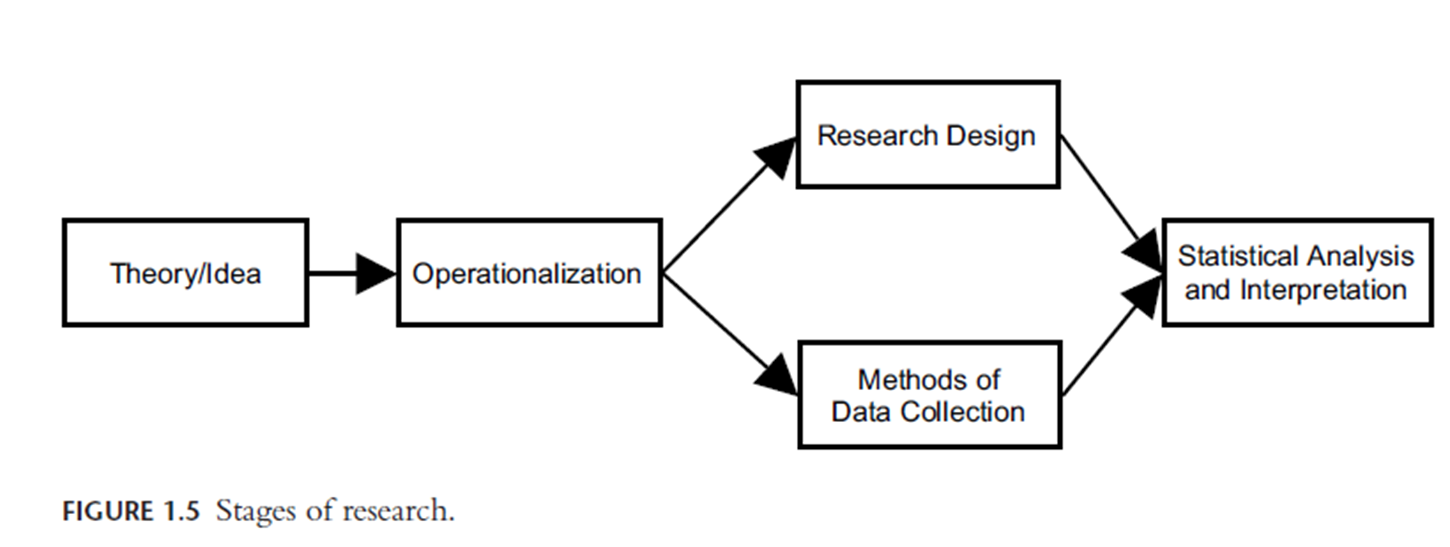 Theory/Idea
Operationalization
Research Design
Methods of
Data Collection
Statistical Analysis
and Interpretation
FIGURE 1.5 Stages of research.